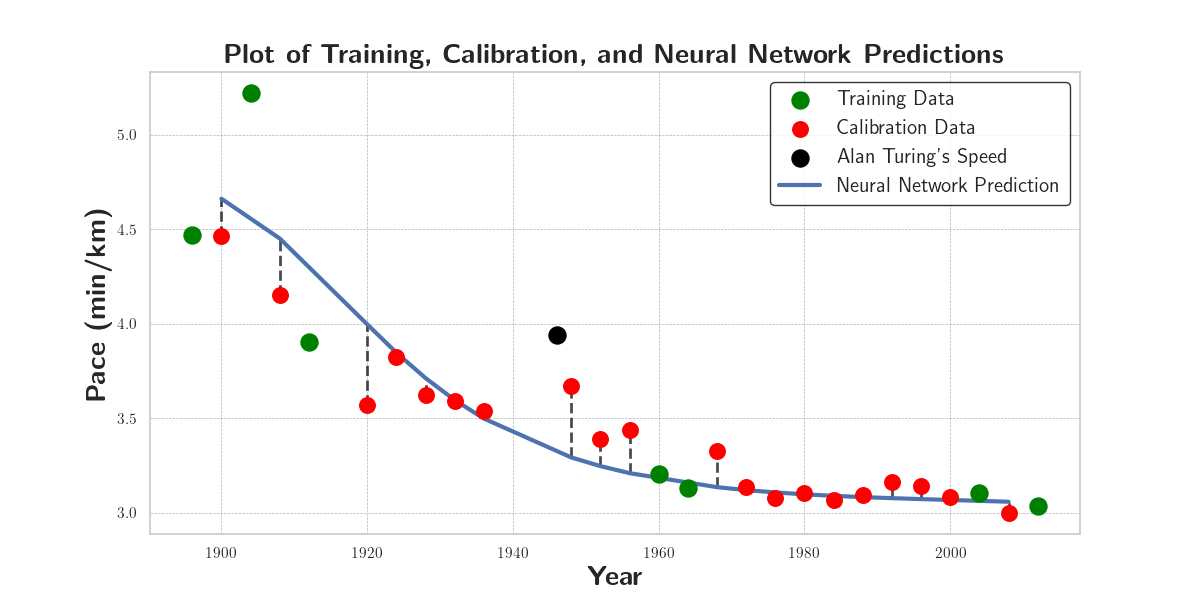 Plot of Training, Calibration, and Neural Network Predictions
Training Data
Calibration Data
Alan Turing's Speed
Neural Network Prediction
Pace (min/km)
5.0
4.5
4.0
3.5
3.0
1900 1920 1940 1960 1980 2000
Year